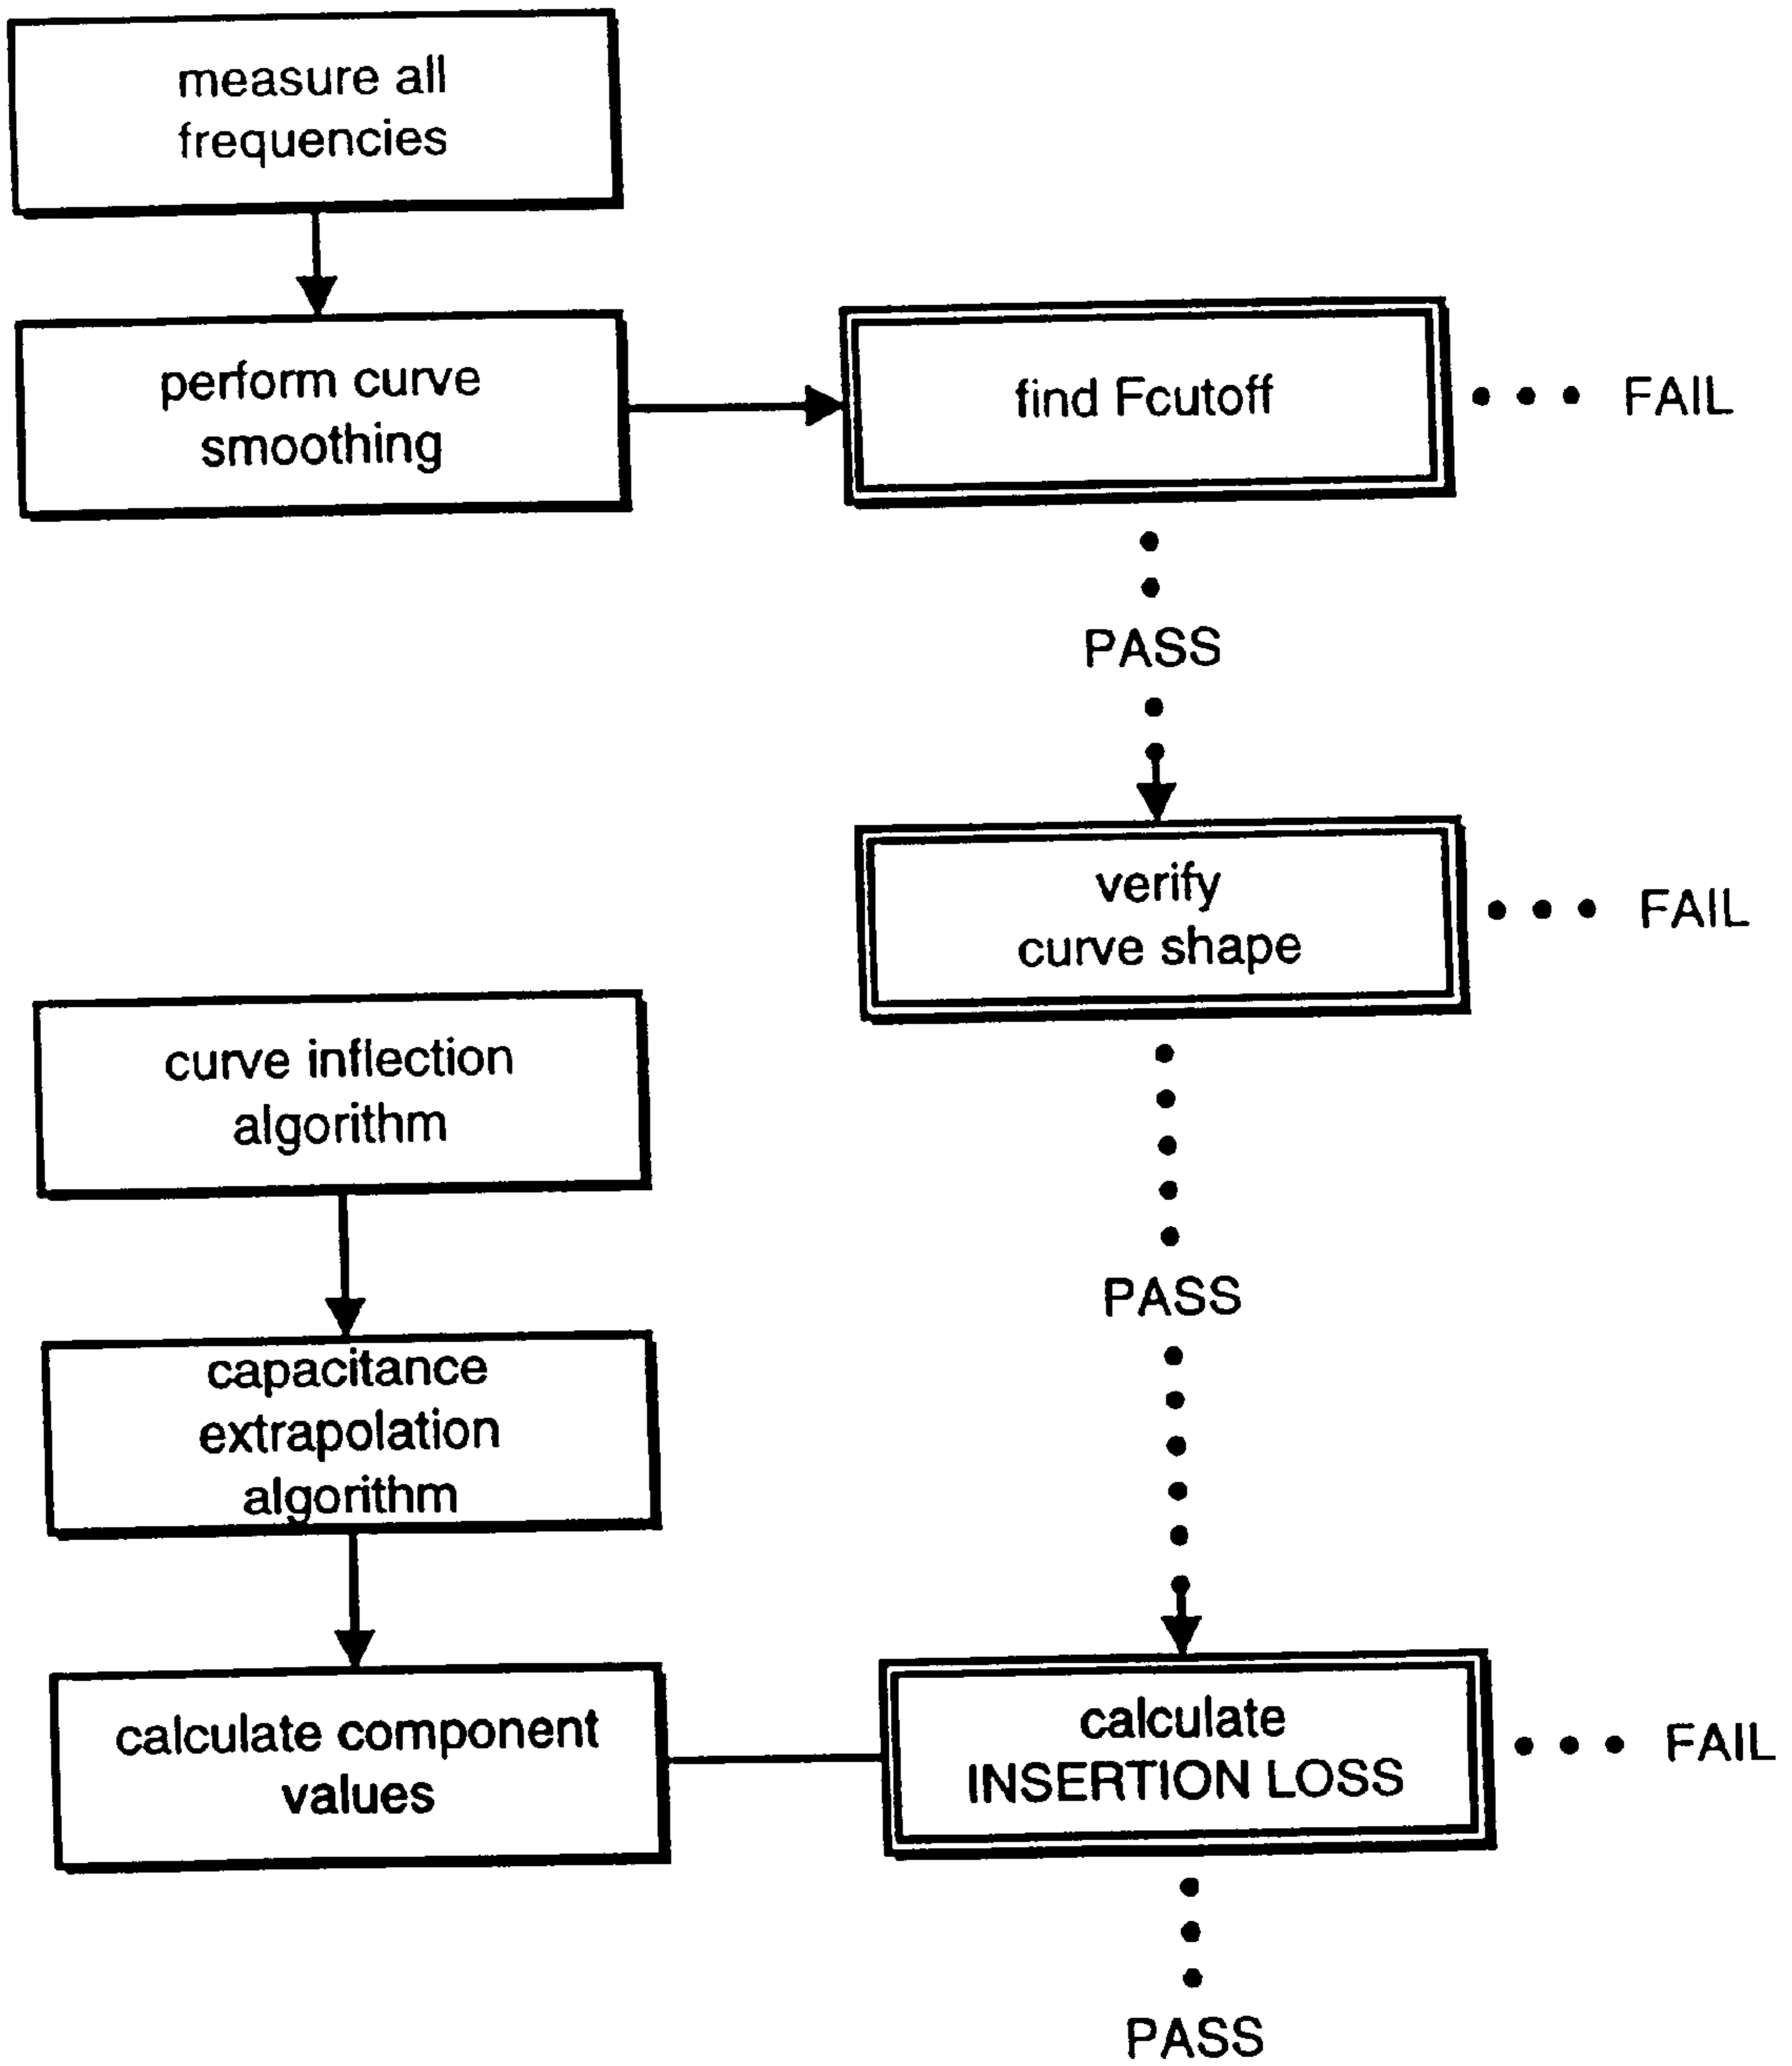 measure all
frequencies
perform curve
smoothing
find Fcutoff
FAIL
PASS
verify
curve shape
FAIL
curve inflection
algorithm
PASS
capacitance
extrapolation
algorithm
calculate component
values
calculate
INSERTION LOSS
FAIL
PASS